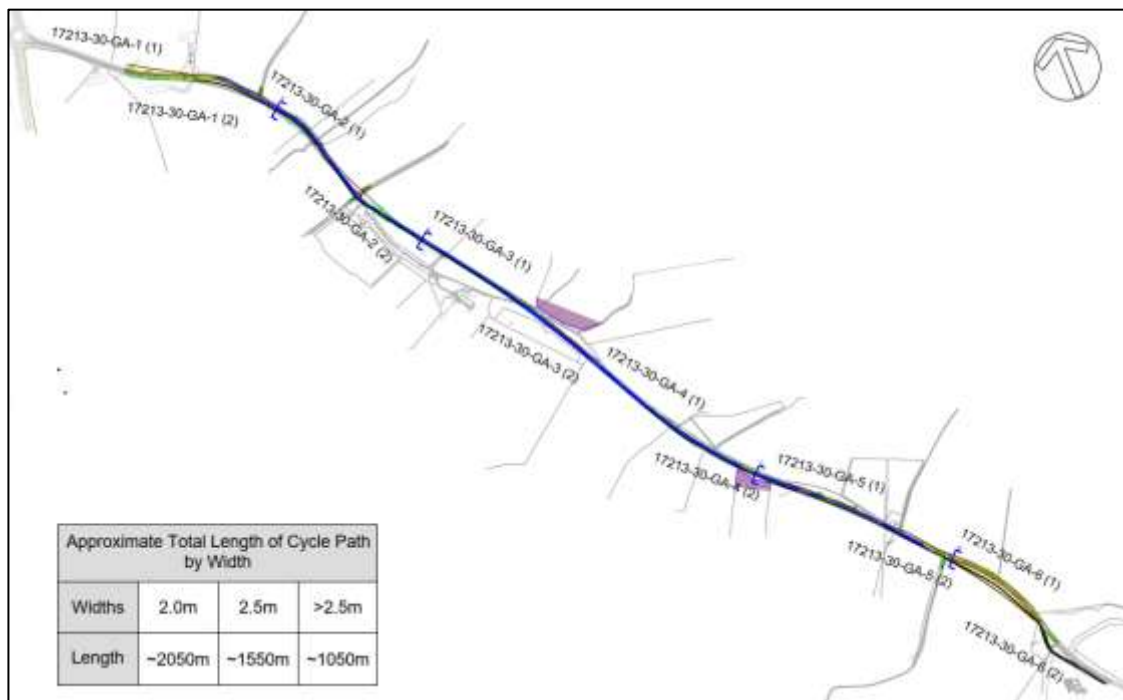 17213-30-GA-1 (1)
17213-30-GA-1 (2)
17213-30-GA-2 (1)
17213-30-GA-2 (2)
17213-30-GA-3 (1)
17213-30-GA-3 (2)
17213-30-GA-4 (1)
17213-30-GA-4 (2)
17213-30-GA-5 (1)
17213-30-GA-5 (2)
17213-30-GA-6 (1)
17213-30-GA-6 (2)
Approximate Total Length of Cycle Path
by Width
Widths 2.0m 2.5m >2.5m
Length ~2050m ~1550m ~1050m